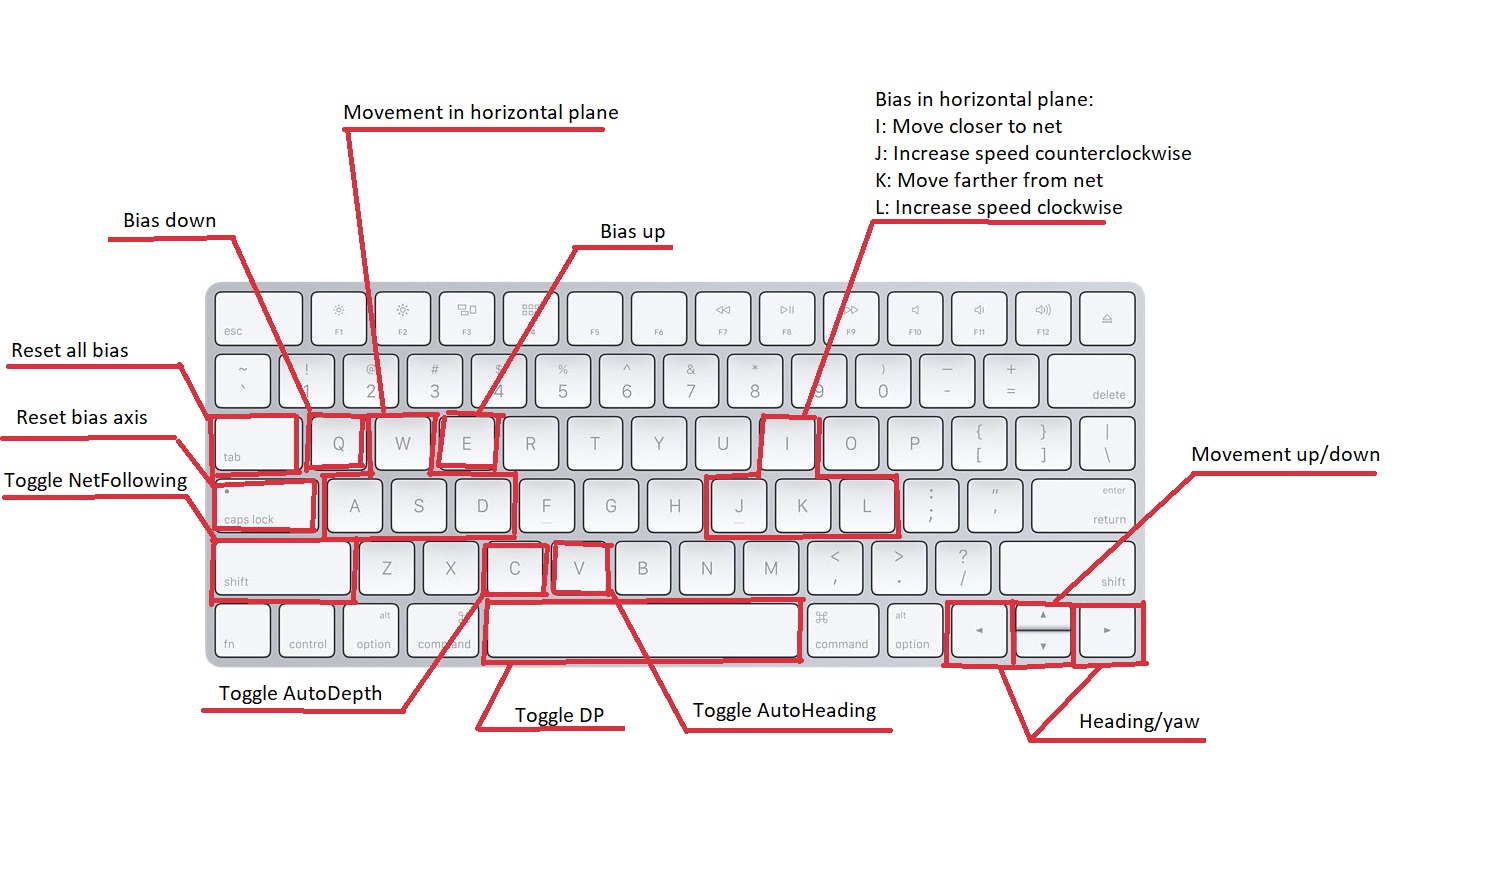 Movement in horizontal plane
Bias in horizontal plane:
I: Move closer to net
J: Increase speed counterclockwise
K: Move farther from net
L: Increase speed clockwise
Bias down
Bias up
Reset all bias
Reset bias axis
Toggle NetFollowing
Movement up/down
esc F1 F2 F3 4 F5 F6 F7 F8 F9 F10 F11 F12
~ ! @ # $ % ^ & * ) — +
` 1 2 3 4 5 6 7 8 9 0 - = delete
tab Q W E R T Y U I O P { [ } ] | \
caps lock A S D F G H J K L : ; " ' enter return
shift Z X C V B N M < , > . ? / shift
fn control alt option ⌘ command ⌘ command alt option ◄ ▲ ▼ ►
Toggle AutoDepth
Toggle DP
Toggle AutoHeading
Heading/yaw